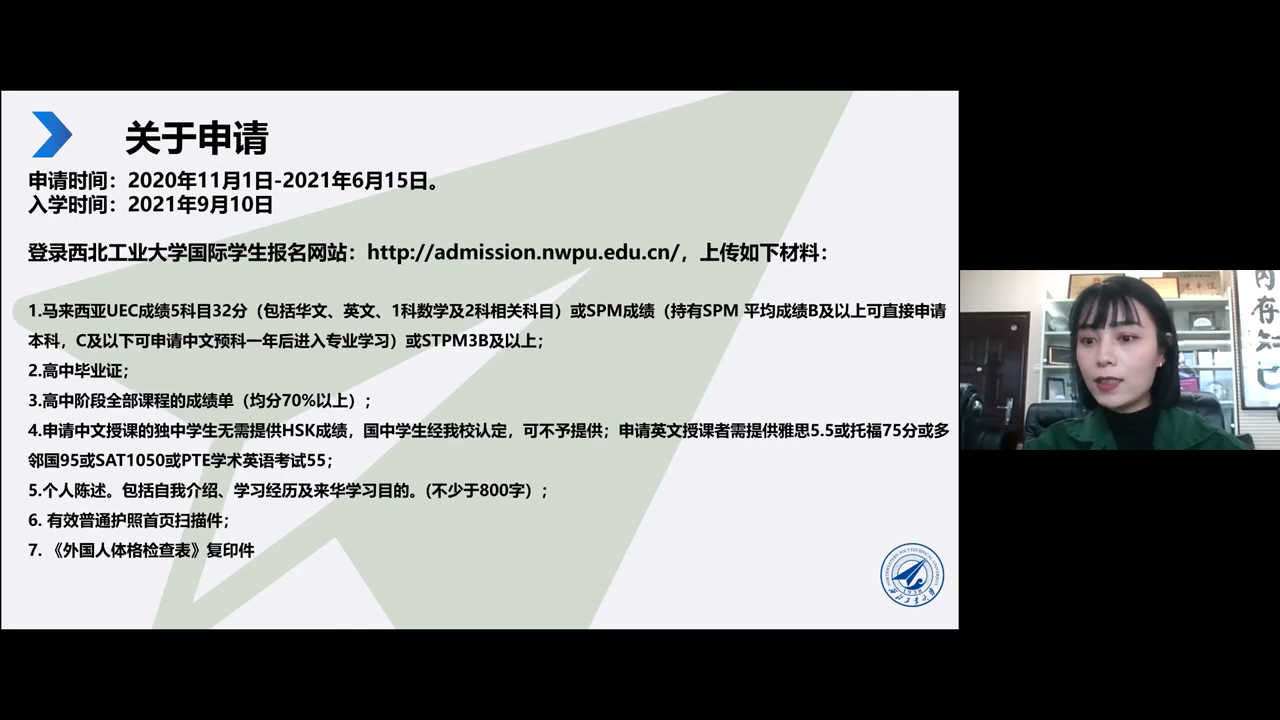 关于申请
申请时间：2020年11月1日-2021年6月15日。
入学时间：2021年9月10日
登录西北工业大学国际学生报名网站：http://admission.nwpu.edu.cn/，上传如下材料：
1.马来西亚UEC成绩5科目32分（包括华文、英文、1科数学及2科相关科目）或SPM成绩（持有SPM 平均成绩B及以上可直接申请
本科，C及以下可申请中文预科一年后进入专业学习）或STPM3B及以上；
2.高中毕业证；
3.高中阶段全部课程的成绩单（均分70%以上）；
4.申请中文授课的独中学生无需提供HSK成绩，国中学生经我校认定，可不予提供；申请英文授课者需提供雅思5.5或托福75分或多
邻国95或SAT1050或PTE学术英语考试55；
5.个人陈述。包括自我介绍、学习经历及来华学习目的。(不少于800字）；
6. 有效普通护照首页扫描件；
7. 《外国人体格检查表》复印件
NORTHWESTERN POLYTECHNICAL UNIVERSITY
1938
西北工业大学
内存知己